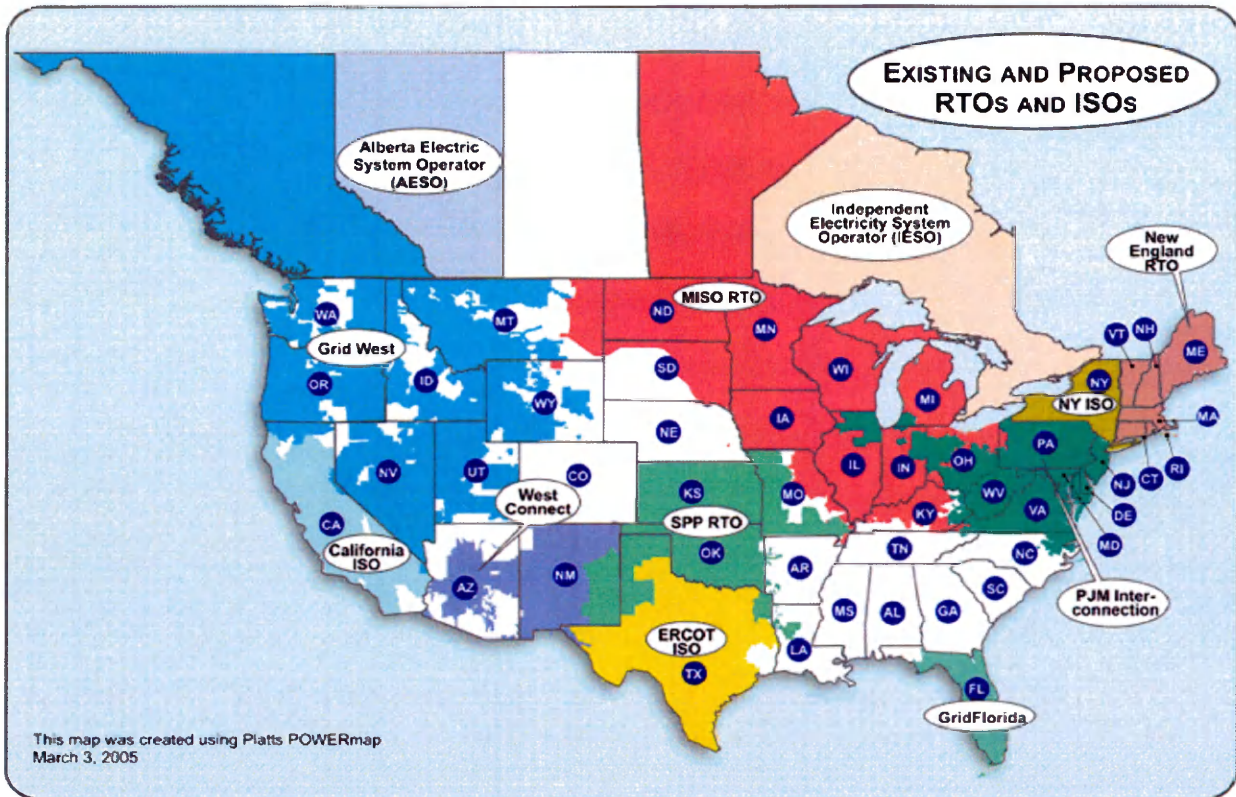 EXISTING AND PROPOSED
RTOS AND ISOS
Alberta Electric
System Operator
(AESO)
Independent
Electricity System
Operator (IESO)
New
England
RTO
MISO RTO
WA
MT
ND
MN
VT
NH
ME
Grid West
OR
ID
WY
SD
WI
MI
NY
NY ISO
MA
NE
IA
PA
NV
UT
CO
IL
IN
OH
NJ
CT
RI
West
Connect
KS
MO
WV
VA
DE
CA
California
ISO
SPP RTO
KY
MD
AZ
NM
OK
AR
TN
NC
SC
PJM Inter-
connection
MS
AL
GA
ERCOT
ISO
TX
LA
FL
GridFlorida
This map was created using Platts POWERmap
March 3, 2005